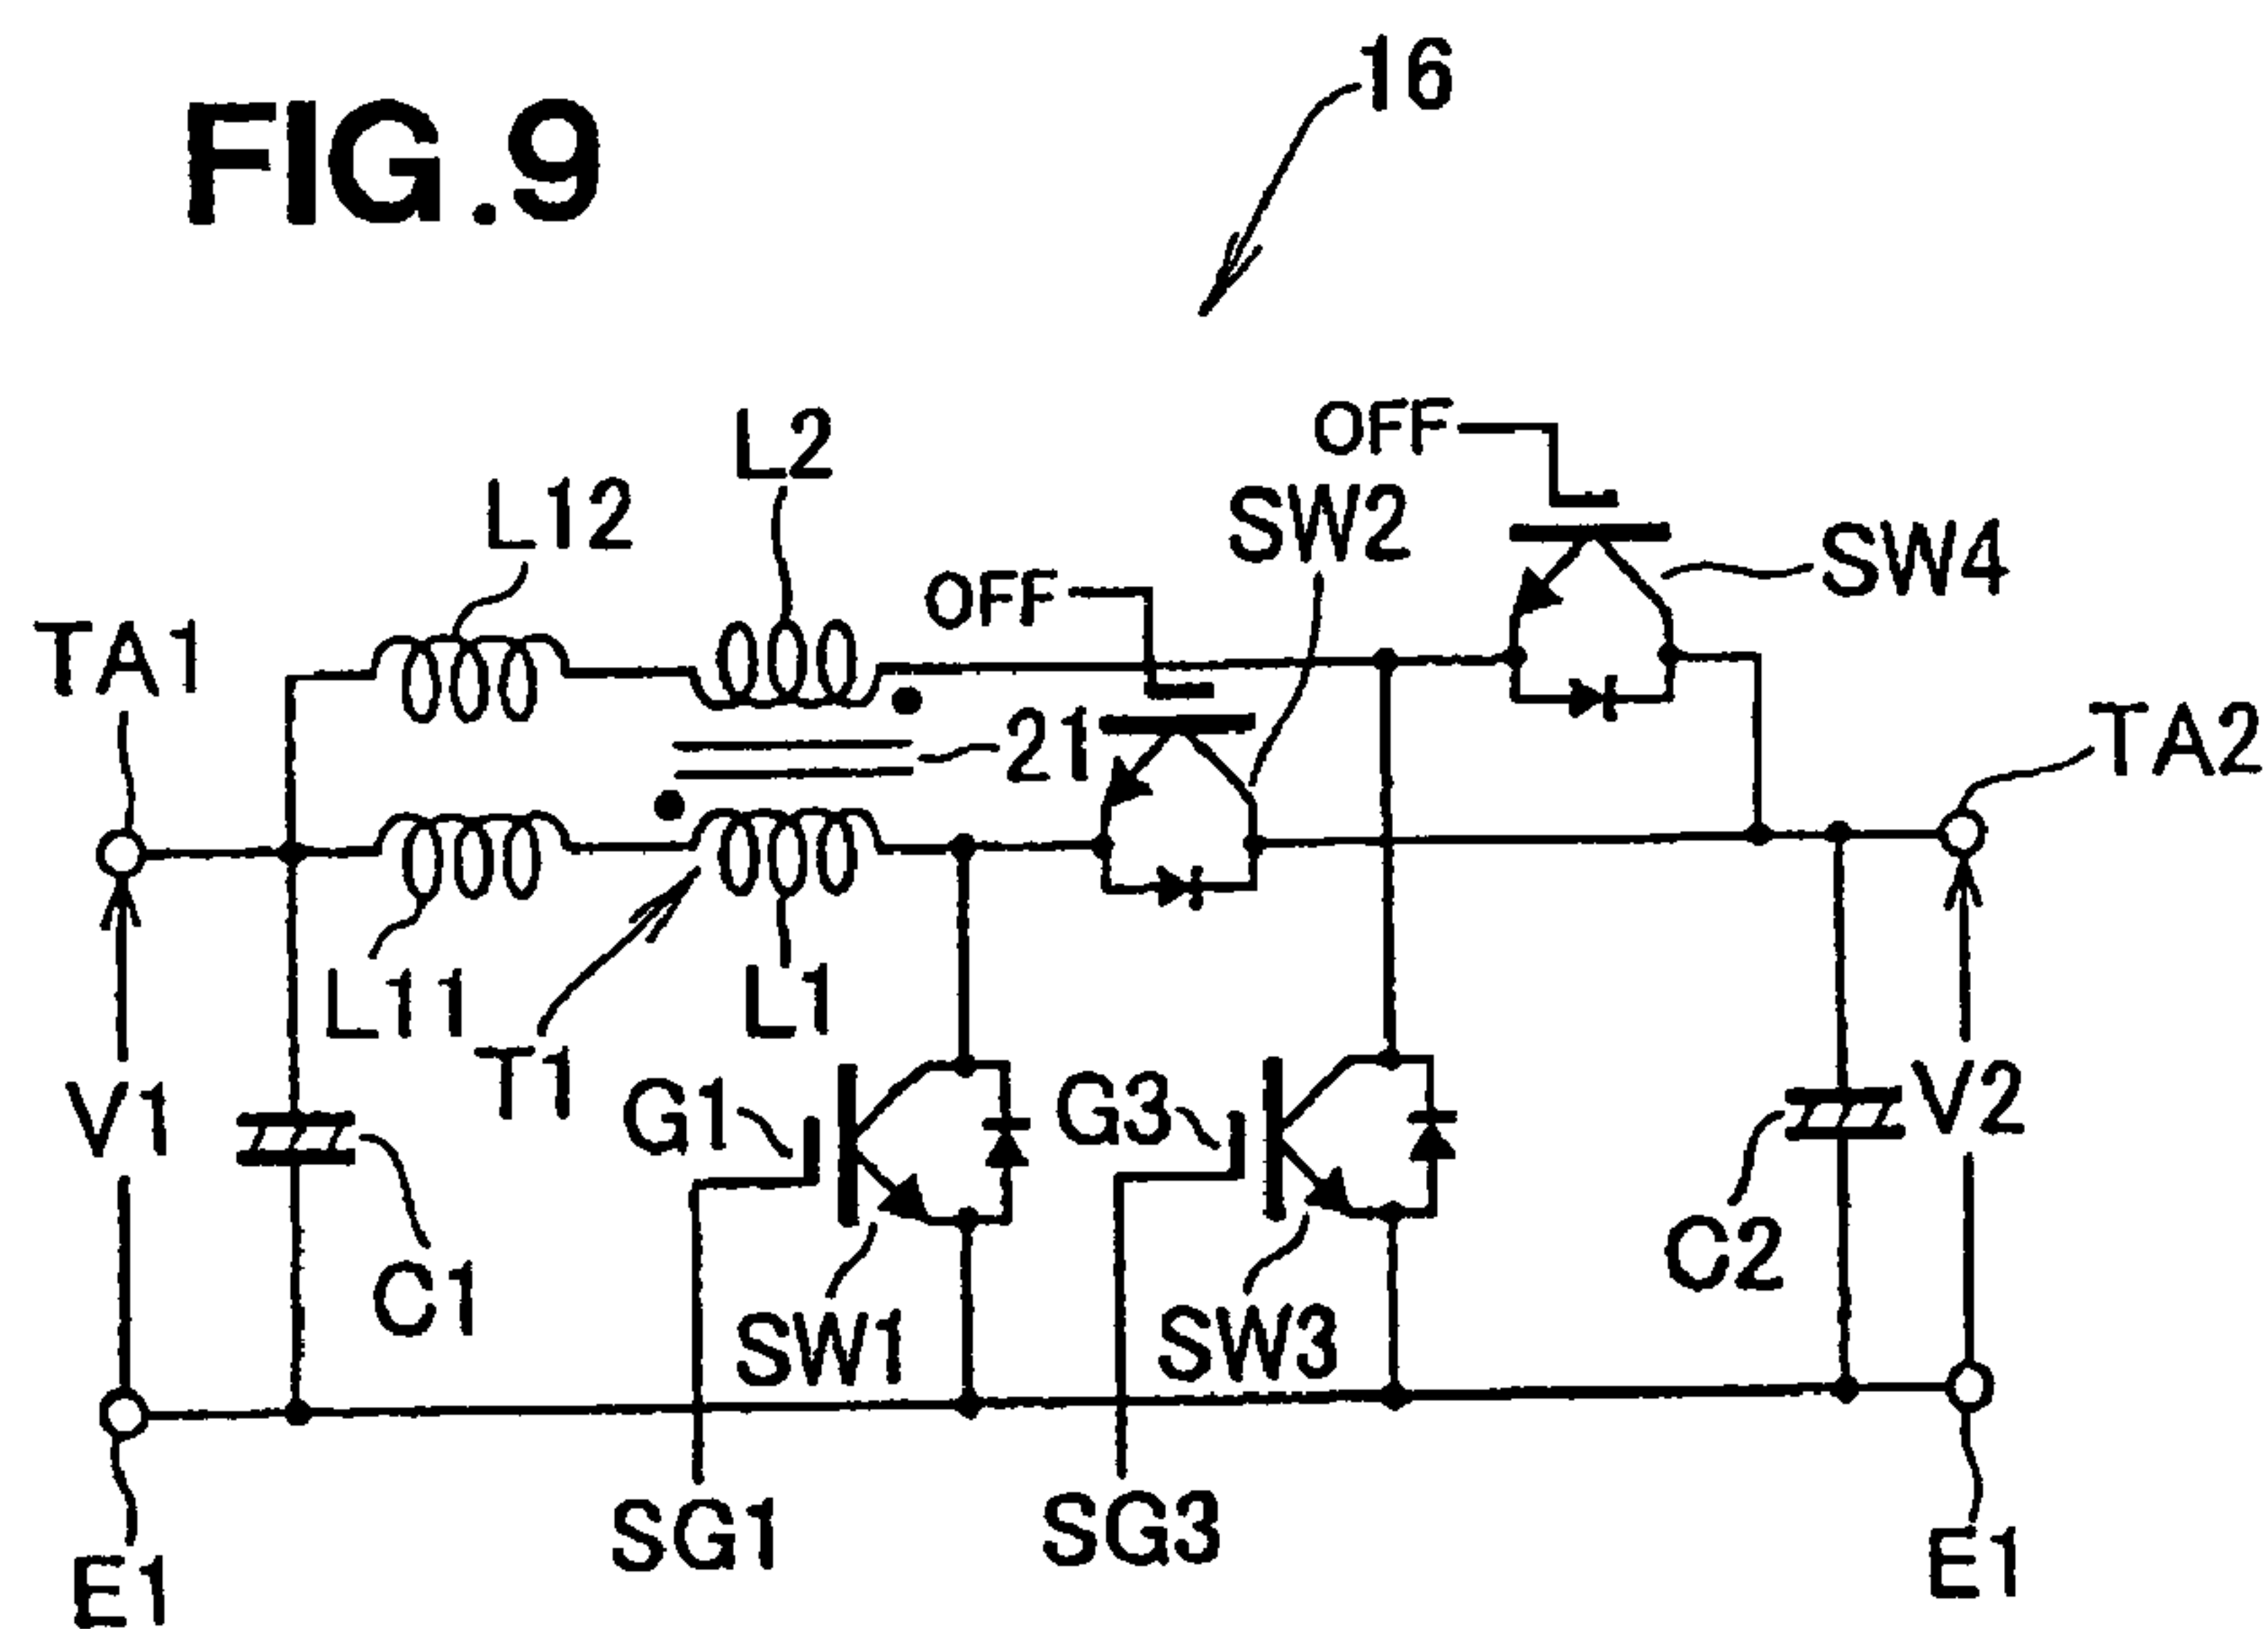 FIG.9
16
OFF
L2
L12
SW2
SW4
OFF
TA1
21
TA2
L11
L1
T1
G1
G3
V1
V2
C1
C2
SW1
SW3
SG1
SG3
E1
E1